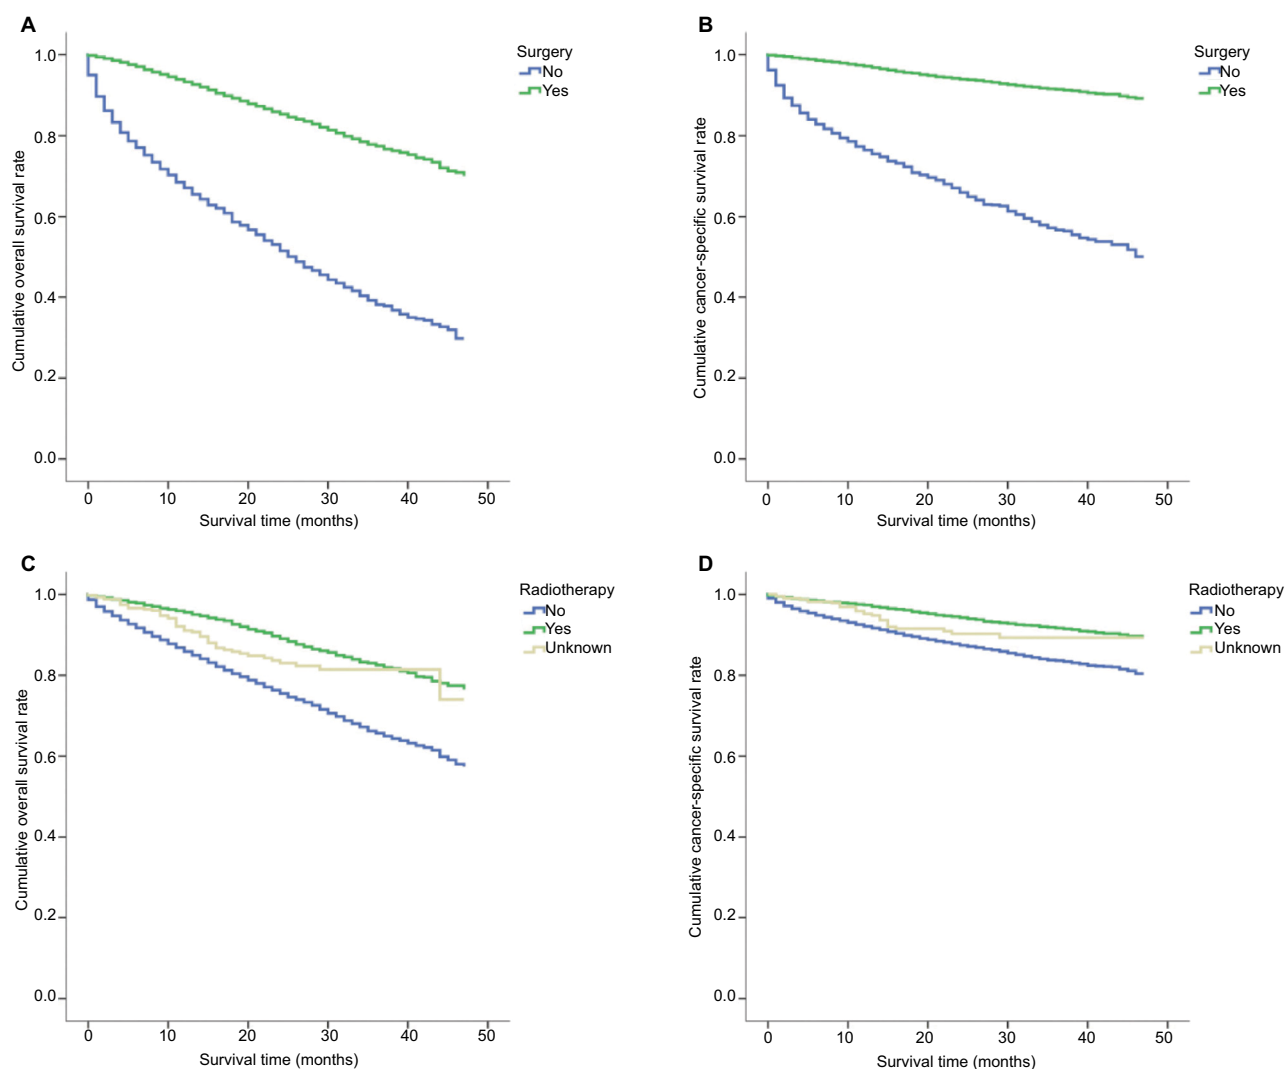 A
Cumulative overall survival rate
1.0
0.8
0.6
0.4
0.2
0.0
0 10 20 30 40 50
Survival time (months)
Surgery
No
Yes
B
Cumulative cancer-specific survival rate
1.0
0.8
0.6
0.4
0.2
0.0
0 10 20 30 40 50
Survival time (months)
Surgery
No
Yes
C
Cumulative overall survival rate
1.0
0.8
0.6
0.4
0.2
0.0
0 10 20 30 40 50
Survival time (months)
Radiotherapy
No
Yes
Unknown
D
Cumulative cancer-specific survival rate
1.0
0.8
0.6
0.4
0.2
0.0
0 10 20 30 40 50
Survival time (months)
Radiotherapy
No
Yes
Unknown